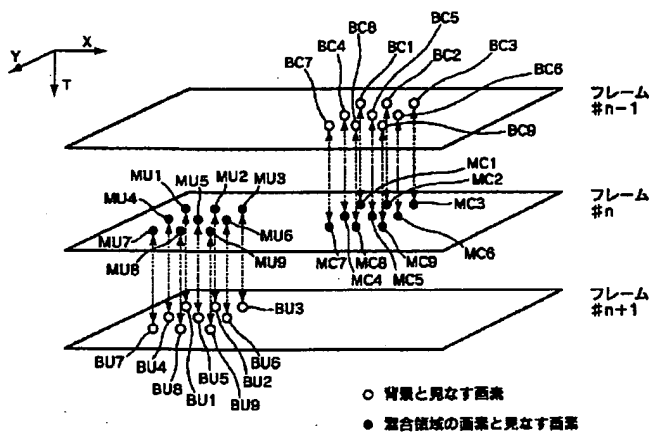 BC5
BC8
BC4
BC1
BC2
BC3
BC7
BC6
フレーム
#n-1
Y
X
T
BC9
MC1
MC2
MU1
MU2
MU3
MU5
MU4
フレーム
#n
MC3
MU7
MU6
MU8
MU9
MC6
MC7
MC8
MC9
MC4
MC5
フレーム
#n+1
BU3
BU7
BU4
BU6
BU8
BU5
BU2
BU1
BU9
○ 背景と見なす画素
● 混合領域の画素と見なす画素